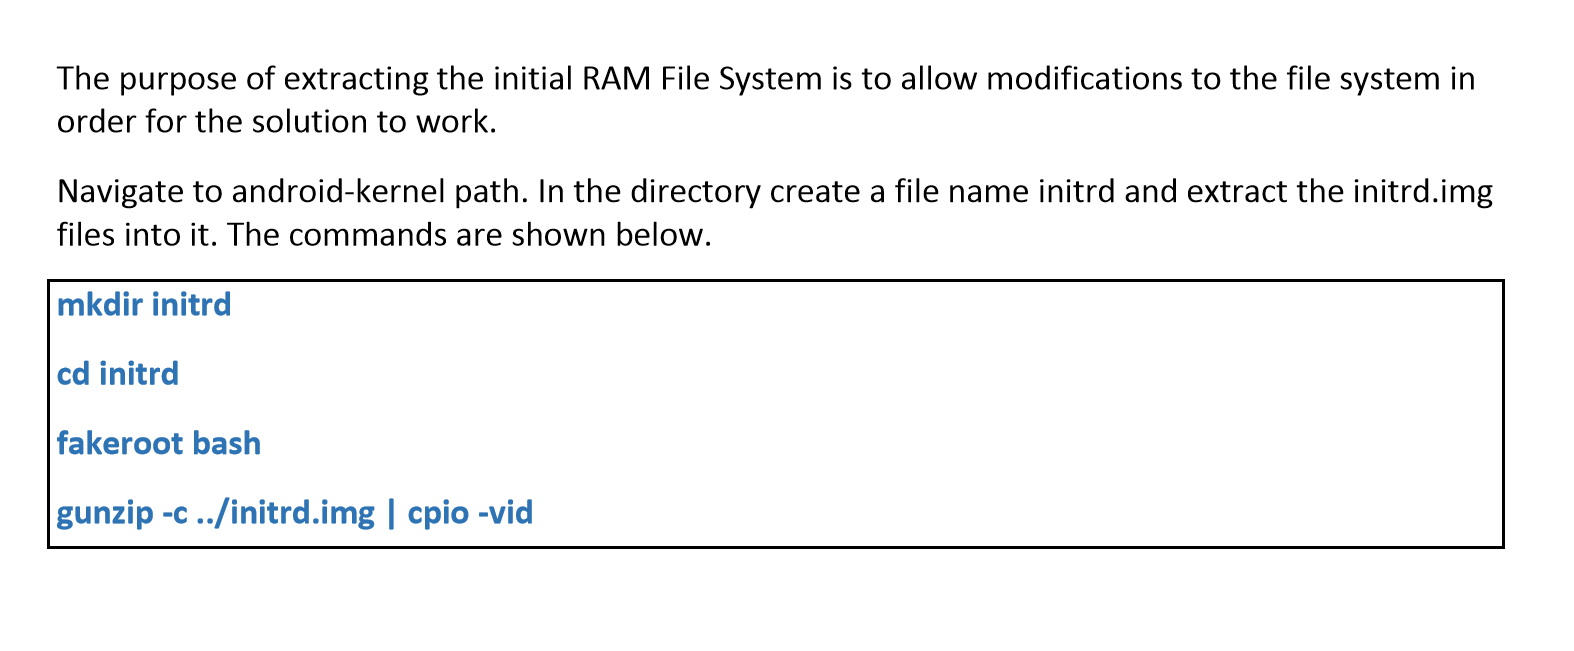 The purpose of extracting the initial RAM File System is to allow modifications to the file system in
order for the solution to work.
Navigate to android-kernel path. In the directory create a file name initrd and extract the initrd.img
files into it. The commands are shown below.
mkdir initrd
cd initrd
fakeroot bash
gunzip -c ../initrd.img | cpio -vid